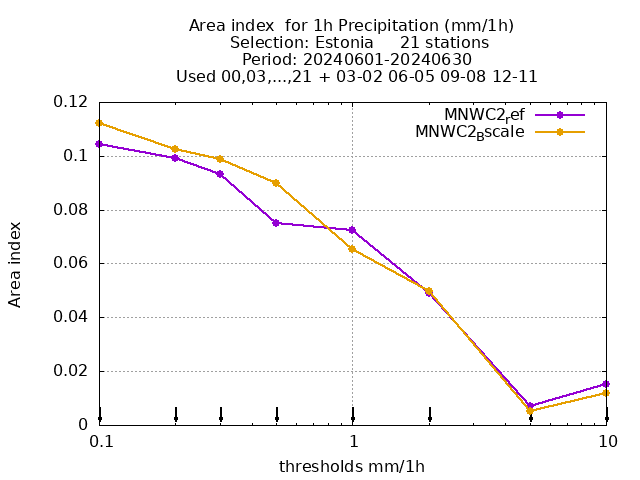 Area index  for 1h Precipitation (mm/1h)
Selection: Estonia     21 stations
Period: 20240601-20240630
Used 00,03,...,21 + 03-02 06-05 09-08 12-11
MNWC2ref
MNWC2Bscale
0.12
0.1
0.08
0.06
0.04
0.02
0
Area index
0.1
1
10
thresholds mm/1h